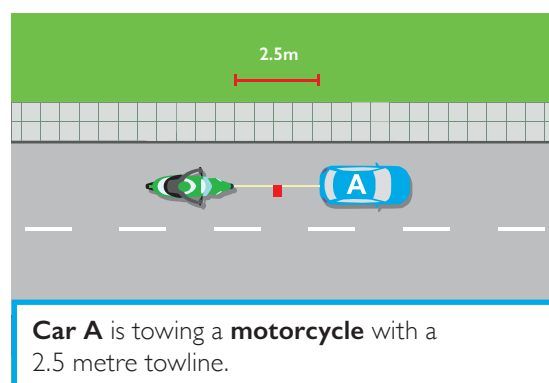 2.5m
A
Car A is towing a motorcycle with a
2.5 metre towline.